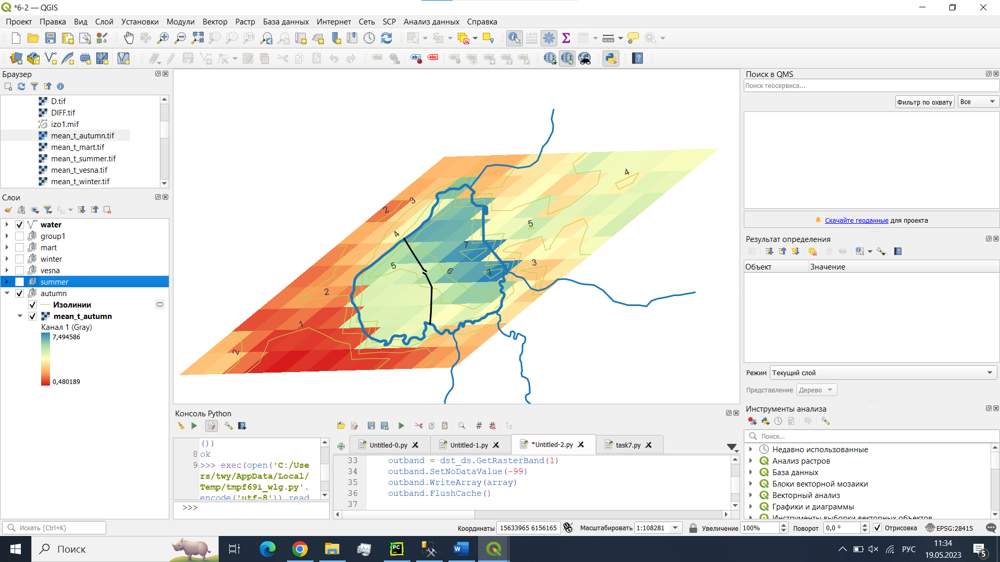 *6-2 — QGIS
Проект Правка Вид Слой Установки Модули Вектор Растр База данных Интернет Сеть SCP Анализ данных Справка
Браузер
D.tif
DIFF.tif
izo1.mif
mean_t_autumn.tif
mean_t_mart.tif
mean_t_summer.tif
mean_t_vesna.tif
mean_t_winter.tif
Слои
water
group1
mart
winter
vesna
summer
autumn
Изолинии
mean_t_autumn
Канал 1 (Gray)
7,494586
0,480189
4
3
2
5
4
7
5
3
6
7
2
1
2
Консоль Python
())
8 ok
9 >>> exec(open('C:/Use
rs/twy/AppData/Local/
Temp/tmpf69i_wlg.py'.
encode('utf-8')).read
>>>
Untitled-0.py Untitled-1.py *Untitled-2.py task7.py
33 outband = dst_ds.GetRasterBand(1)
34 outband.SetNoDataValue(-99)
35 outband.WriteArray(array)
36 outband.FlushCache()
37
Поиск в QMS
Поиск геосервиса...
Фильтр по охвату Все
Скачайте геоданные для проекта
Результат определения
Объект Значение
Режим Текущий слой
Представление Дерево
Инструменты анализа
Поиск...
Недавно использованные
Анализ растров
База данных
Блоки векторной мозаики
Векторный анализ
Графики и диаграммы
Инструменты выборки векторных объектов
Искать (Ctrl+K) Координаты 15633965 6156165 Масштабировать 1:108281 Увеличение 100% Поворот 0,0 ° Отрисовка EPSG:28415
Поиск
РУС
11:34
19.05.2023
5